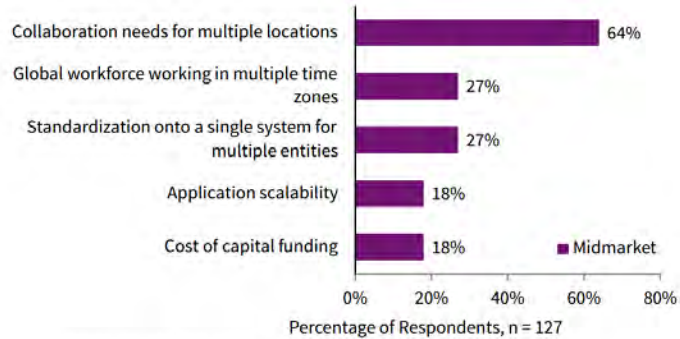 Collaboration needs for multiple locations
64%
Global workforce working in multiple time
zones
27%
Standardization onto a single system for
multiple entities
27%
Application scalability
18%
Cost of capital funding
18%
Midmarket
0%
20%
40%
60%
80%
Percentage of Respondents, n = 127